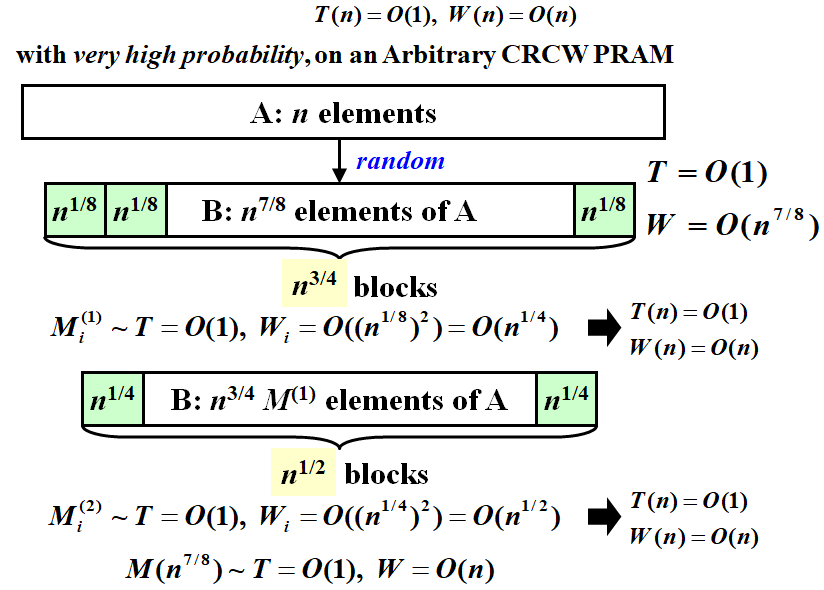 T(n) = O(1), W(n) = O(n)
with very high probability, on an Arbitrary CRCW PRAM
A: n elements
random
n^{1/8} n^{1/8} B: n^{7/8} elements of A n^{1/8}
T = O(1)
W = O(n^{7/8})
n^{3/4} blocks
M_i^{(1)} ~ T = O(1), W_i = O((n^{1/8})^2) = O(n^{1/4})
T(n) = O(1)
W(n) = O(n)
n^{1/4} B: n^{3/4} M^{(1)} elements of A n^{1/4}
n^{1/2} blocks
M_i^{(2)} ~ T = O(1), W_i = O((n^{1/4})^2) = O(n^{1/2})
T(n) = O(1)
W(n) = O(n)
M(n^{7/8}) ~ T = O(1), W = O(n)